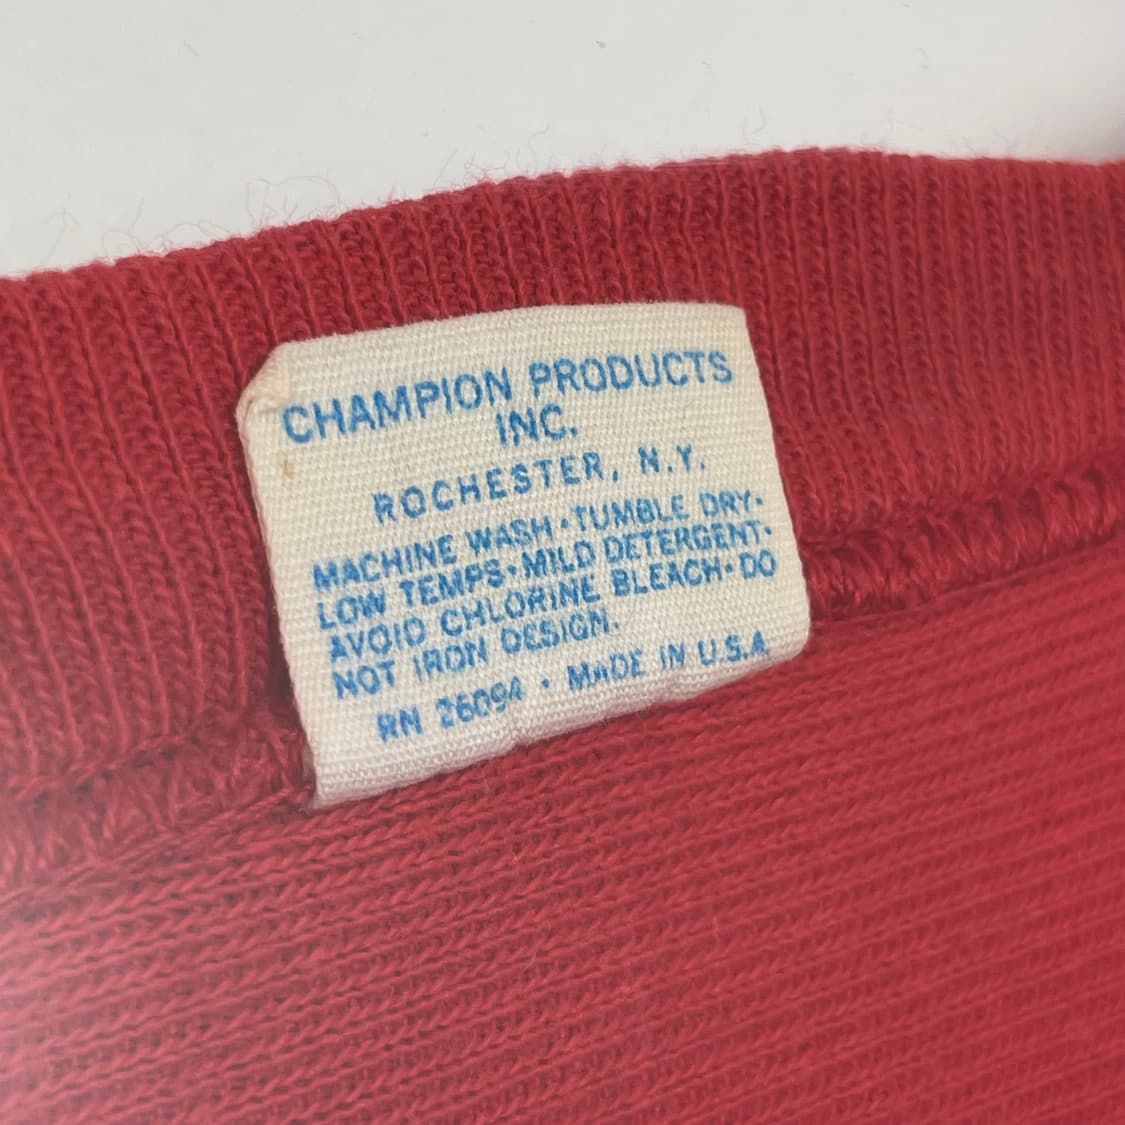 CHAMPION PRODUCTS
INC.
ROCHESTER, N.Y.
MACHINE WASH·TUMBLE DRY·
LOW TEMPS·MILD DETERGENT·
AVOID CHLORINE BLEACH·DO
NOT IRON DESIGN.
RN 26094 · MADE IN U.S.A.